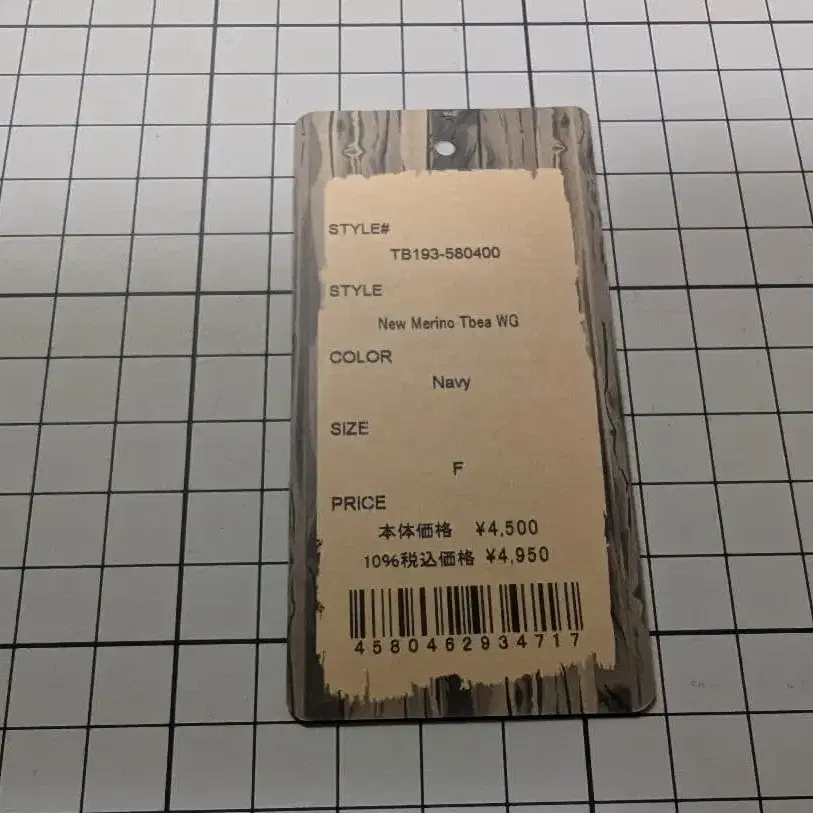 STYLE#
TB193-580400
STYLE
New Merino Tbea WG
COLOR
Navy
SIZE
F
PRICE
本体価格 ¥4,500
10%税込価格 ¥4,950
4580462934717